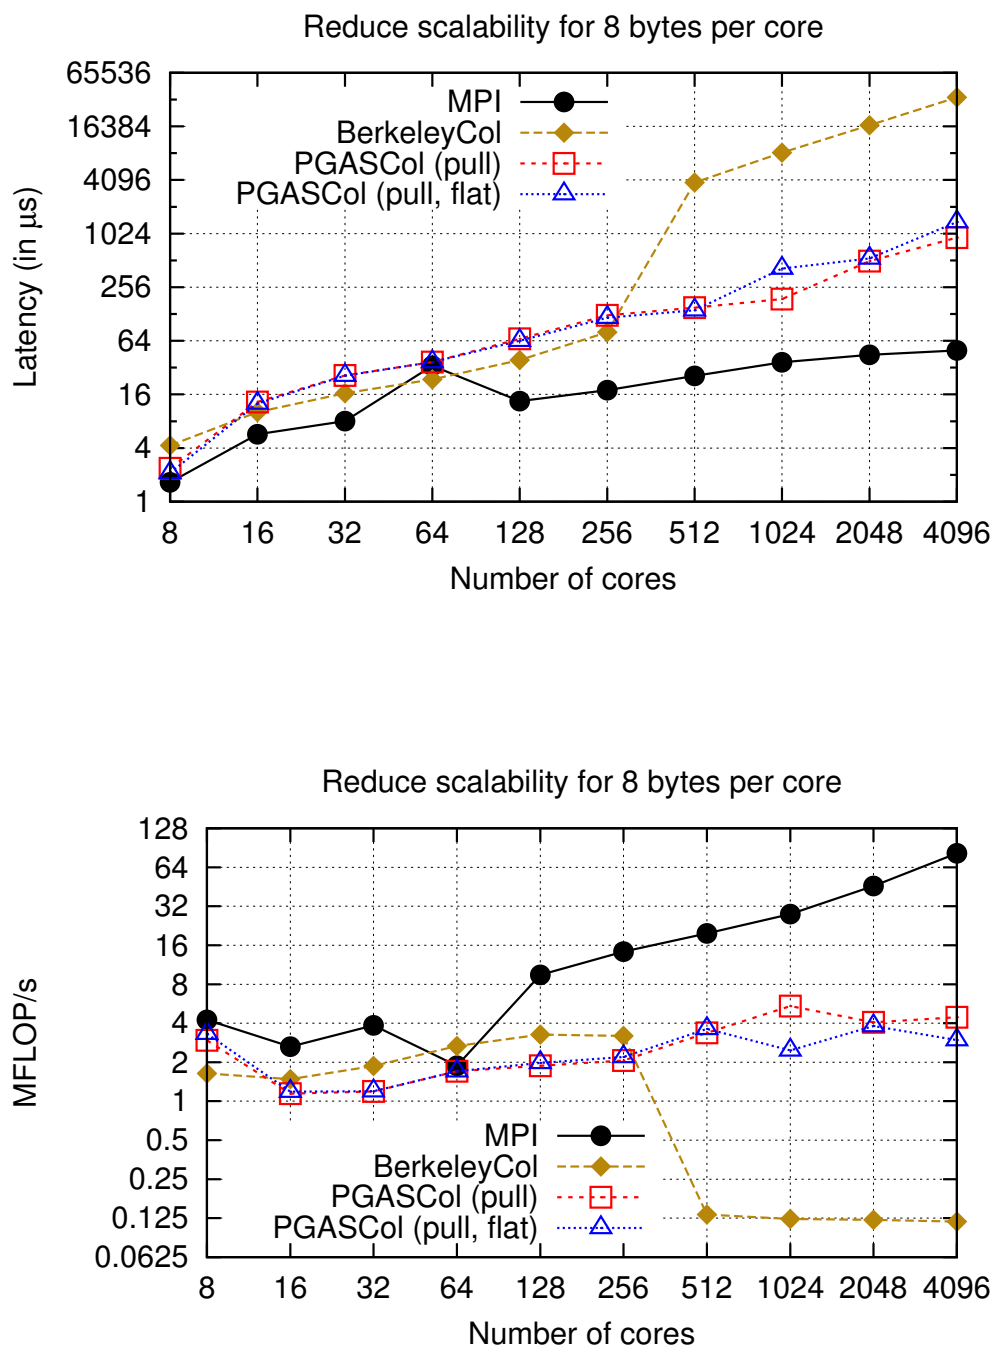 Reduce scalability for 8 bytes per core
65536
16384
4096
1024
256
64
16
4
1
Latency (in μs)
MPI
BerkeleyCol
PGASCol (pull)
PGASCol (pull, flat)
8 16 32 64 128 256 512 1024 2048 4096
Number of cores
Reduce scalability for 8 bytes per core
128
64
32
16
8
4
2
1
0.5
0.25
0.125
0.0625
MFLOP/s
MPI
BerkeleyCol
PGASCol (pull)
PGASCol (pull, flat)
8 16 32 64 128 256 512 1024 2048 4096
Number of cores